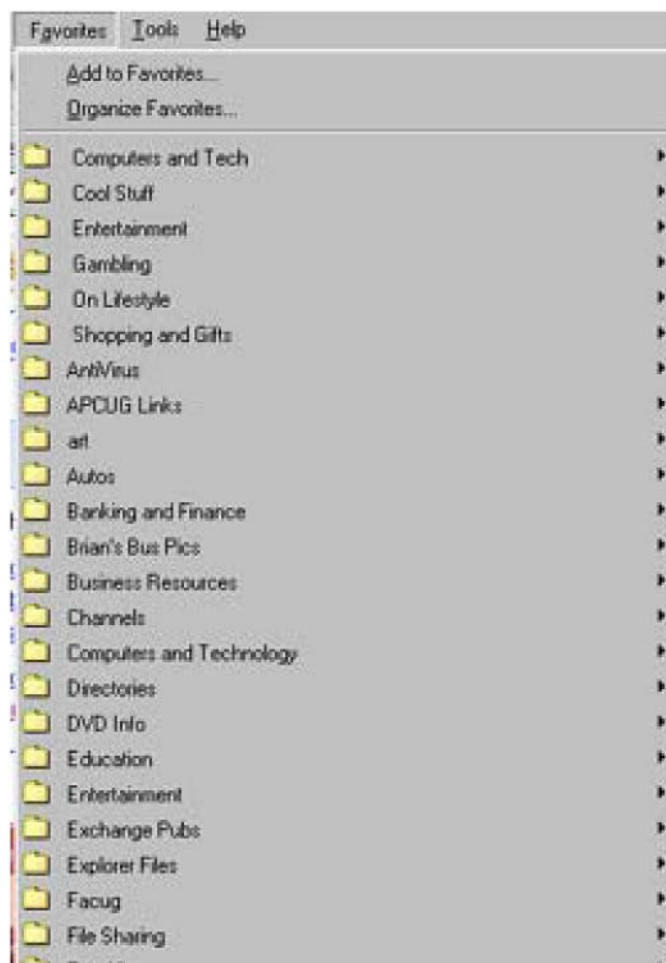 Favorites Tools Help
Add to Favorites...
Organize Favorites...
Computers and Tech
Cool Stuff
Entertainment
Gambling
On Lifestyle
Shopping and Gifts
AntiVirus
APCUG Links
art
Autos
Banking and Finance
Brian's Bus Pics
Business Resources
Channels
Computers and Technology
Directories
DVD Info
Education
Entertainment
Exchange Pubs
Explorer Files
Facug
File Sharing